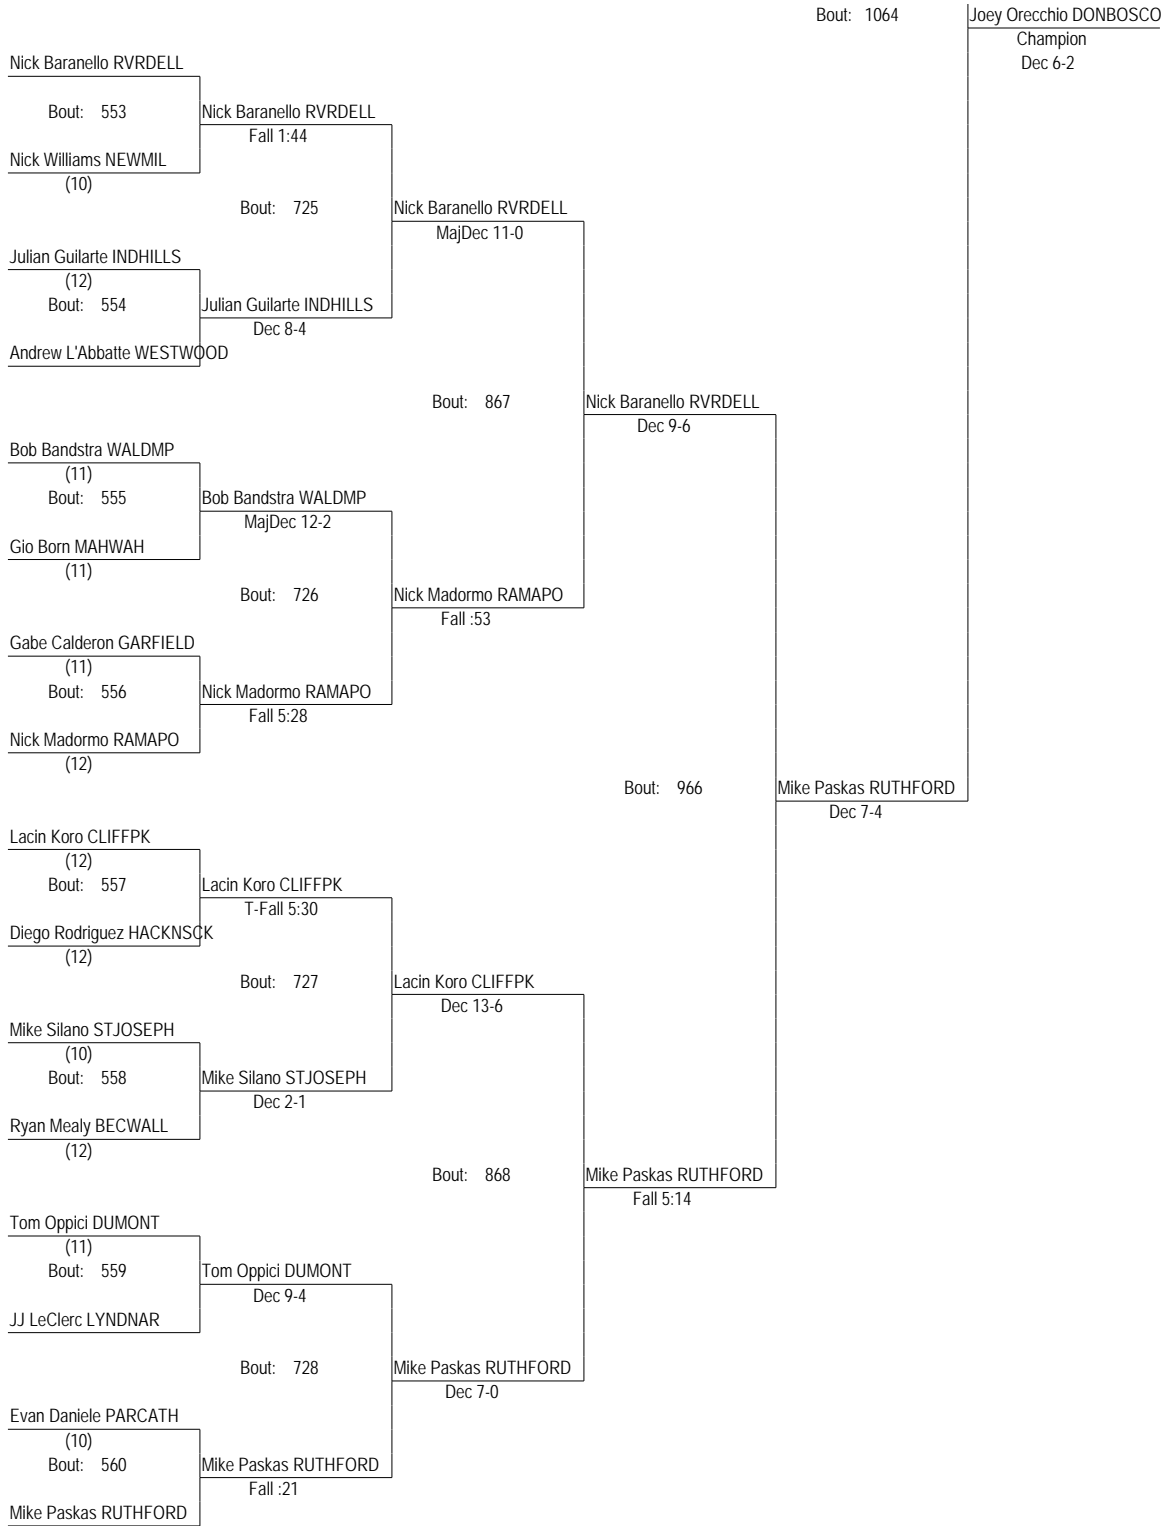 Bout: 1064 Joey Orecchio DONBOSCO
Champion
Nick Baranello RVRDELL Dec 6-2
Bout: 553 Nick Baranello RVRDELL
Fall 1:44
Nick Williams NEWMIL
(10)
Bout: 725 Nick Baranello RVRDELL
MajDec 11-0
Julian Guilarte INDHILLS
(12)
Bout: 554 Julian Guilarte INDHILLS
Dec 8-4
Andrew L'Abbatte WESTWOOD
Bout: 867 Nick Baranello RVRDELL
Dec 9-6
Bob Bandstra WALDMP
(11)
Bout: 555 Bob Bandstra WALDMP
MajDec 12-2
Gio Born MAHWAH
(11)
Bout: 726 Nick Madormo RAMAPO
Fall :53
Gabe Calderon GARFIELD
(11)
Bout: 556 Nick Madormo RAMAPO
Fall 5:28
Nick Madormo RAMAPO
(12)
Bout: 966 Mike Paskas RUTHFORD
Dec 7-4
Lacin Koro CLIFFPK
(12)
Bout: 557 Lacin Koro CLIFFPK
T-Fall 5:30
Diego Rodriguez HACKNSCK
(12)
Bout: 727 Lacin Koro CLIFFPK
Dec 13-6
Mike Silano STJOSEPH
(10)
Bout: 558 Mike Silano STJOSEPH
Dec 2-1
Ryan Mealy BECWALL
(12)
Bout: 868 Mike Paskas RUTHFORD
Fall 5:14
Tom Oppici DUMONT
(11)
Bout: 559 Tom Oppici DUMONT
Dec 9-4
JJ LeClerc LYNDNAR
Bout: 728 Mike Paskas RUTHFORD
Dec 7-0
Evan Daniele PARCATH
(10)
Bout: 560 Mike Paskas RUTHFORD
Fall :21
Mike Paskas RUTHFORD